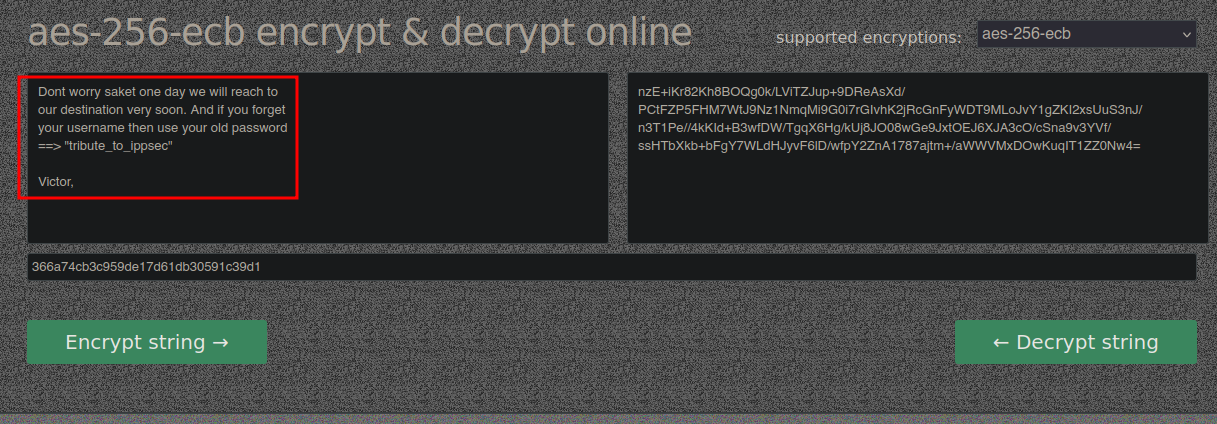 aes-256-ecb encrypt & decrypt online
supported encryptions:
aes-256-ecb
Dont worry saket one day we will reach to
our destination very soon. And if you forget
your username then use your old password
==> "tribute_to_ippsec"
Victor,
nzE+iKr82Kh8BOQg0k/LViTZJup+9DReAsXd/
PCtFZP5FHM7WtJ9Nz1NmqMi9G0i7rGIvhK2jRcGnFyWDT9MLoJvY1gZKI2xsUuS3nJ/
n3T1Pe//4kKId+B3wfDW/TgqX6Hg/kUj8JO08wGe9JxtOEJ6XJA3cO/cSna9v3YVf/
ssHTbXkb+bFgY7WLdHJyvF6lD/wfpY2ZnA1787ajtm+/aWWVMxDOwKuqIT1ZZ0Nw4=
366a74cb3c959de17d61db30591c39d1
Encrypt string →
← Decrypt string